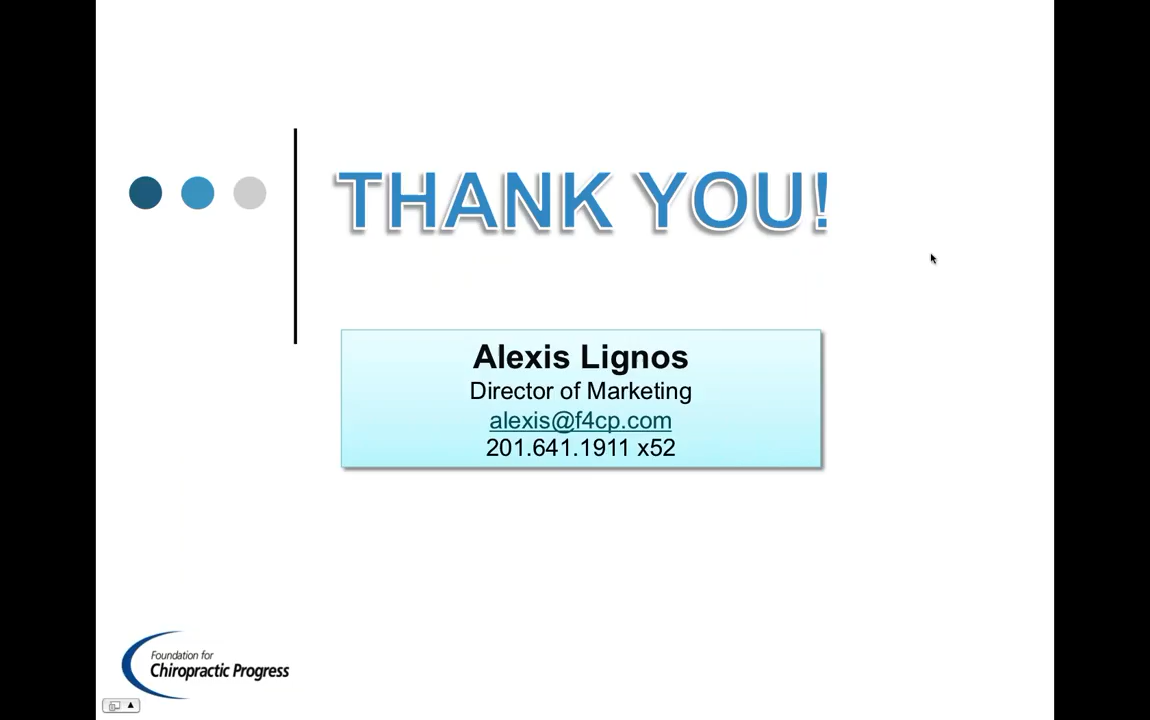 THANK YOU!
Alexis Lignos
Director of Marketing
alexis@f4cp.com
201.641.1911 x52
Foundation for
Chiropractic Progress